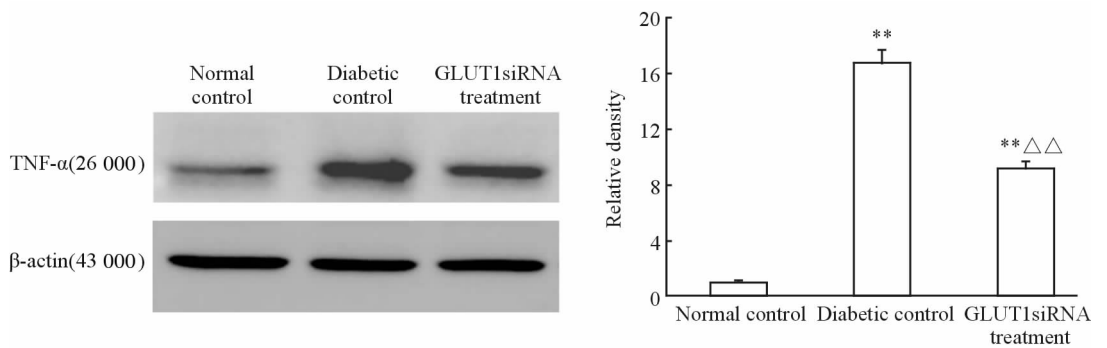 Normal
control
Diabetic
control
GLUT1siRNA
treatment
TNF-α(26 000)
β-actin(43 000)
Relative density
20
16
12
8
4
0
**
**△△
Normal control
Diabetic control
GLUT1siRNA
treatment